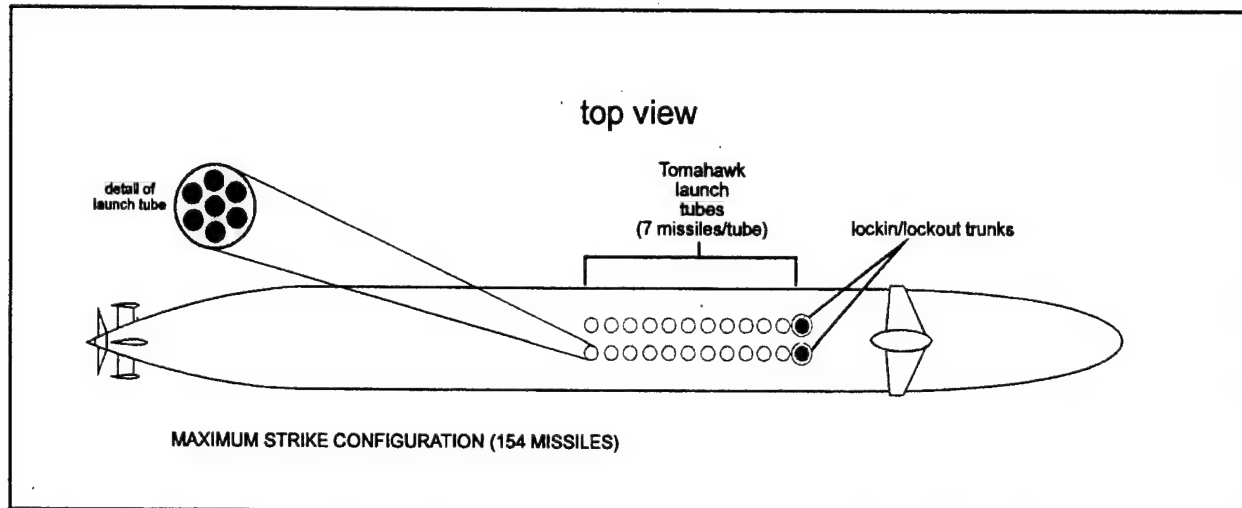 top view
detail of
launch tube
Tomahawk
launch
tubes
(7 missiles/tube)
lockin/lockout trunks
MAXIMUM STRIKE CONFIGURATION (154 MISSILES)